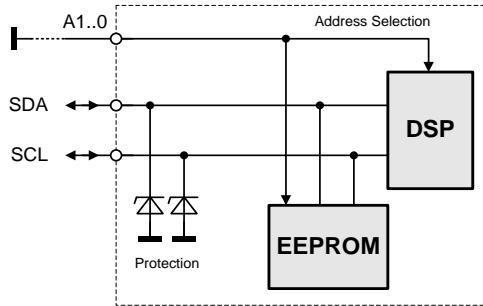 A1..0
Address Selection
SDA
DSP
SCL
EEPROM
Protection